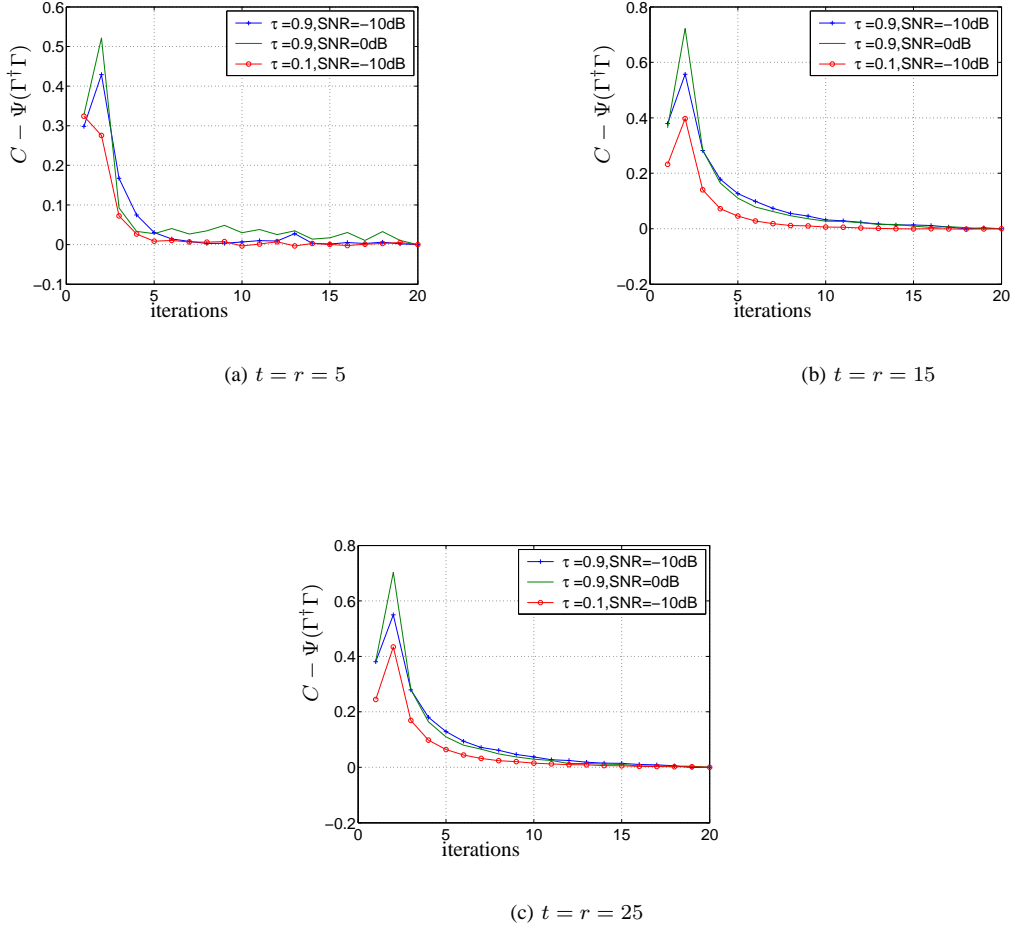 0.6
0.5
0.4
0.3
0.2
0.1
0
−0.1
0 5 10 15 20
C − Ψ(Γ†Γ)
iterations
τ =0.9,SNR=−10dB
τ =0.9,SNR=0dB
τ =0.1,SNR=−10dB
(a) t = r = 5
0.8
0.6
0.4
0.2
0
−0.2
0 5 10 15 20
C − Ψ(Γ†Γ)
iterations
τ =0.9,SNR=−10dB
τ =0.9,SNR=0dB
τ =0.1,SNR=−10dB
(b) t = r = 15
0.8
0.6
0.4
0.2
0
−0.2
0 5 10 15 20
C − Ψ(Γ†Γ)
iterations
τ =0.9,SNR=−10dB
τ =0.9,SNR=0dB
τ =0.1,SNR=−10dB
(c) t = r = 25